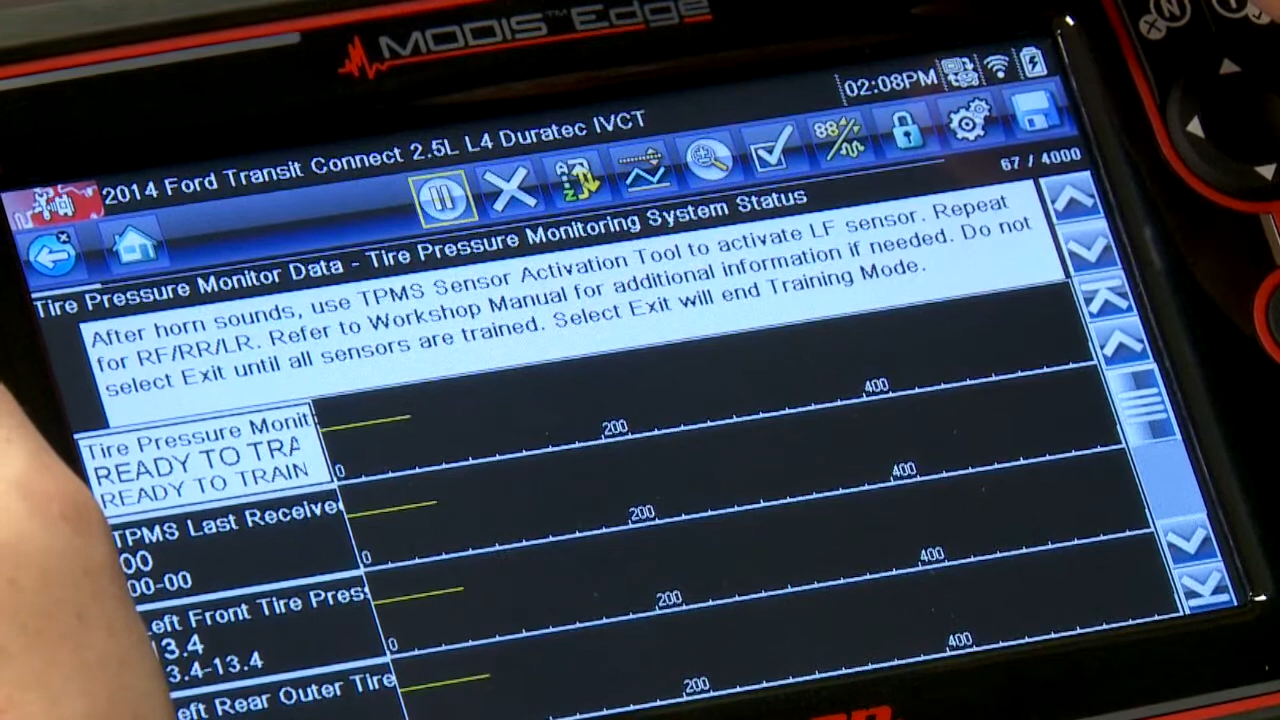 MODIS™ Edge
02:08PM
2014 Ford Transit Connect 2.5L L4 Duratec IVCT
67 / 4000
Tire Pressure Monitor Data - Tire Pressure Monitoring System Status
After horn sounds, use TPMS Sensor Activation Tool to activate LF sensor. Repeat
for RF/RR/LR. Refer to Workshop Manual for additional information if needed. Do not
select Exit until all sensors are trained. Select Exit will end Training Mode.
Tire Pressure Monit
READY TO TRA
READY TO TRAIN
0 200 400
TPMS Last Receive
00
00-00
0 200 400
eft Front Tire Pres
13.4
3.4-13.4
0 200 400
eft Rear Outer Tire
200 400